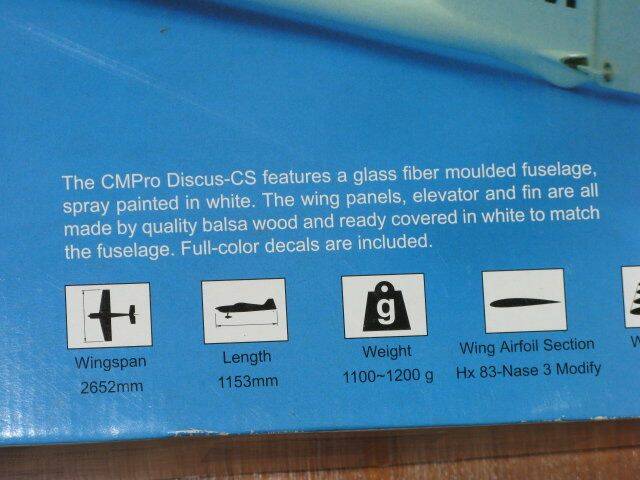 The CMPro Discus-CS features a glass fiber moulded fuselage,
spray painted in white. The wing panels, elevator and fin are all
made by quality balsa wood and ready covered in white to match
the fuselage. Full-color decals are included.
g
Wingspan
2652mm
Length
1153mm
Weight
1100~1200 g
Wing Airfoil Section
Hx 83-Nase 3 Modify